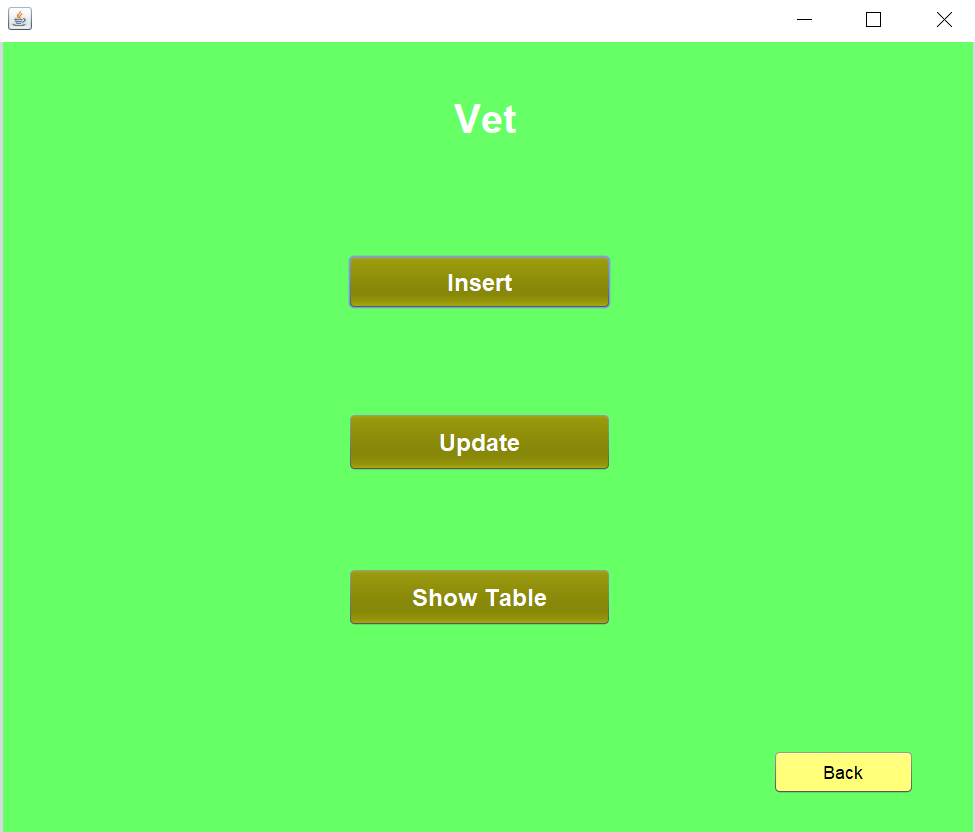 Vet
Insert
Update
Show Table
Back